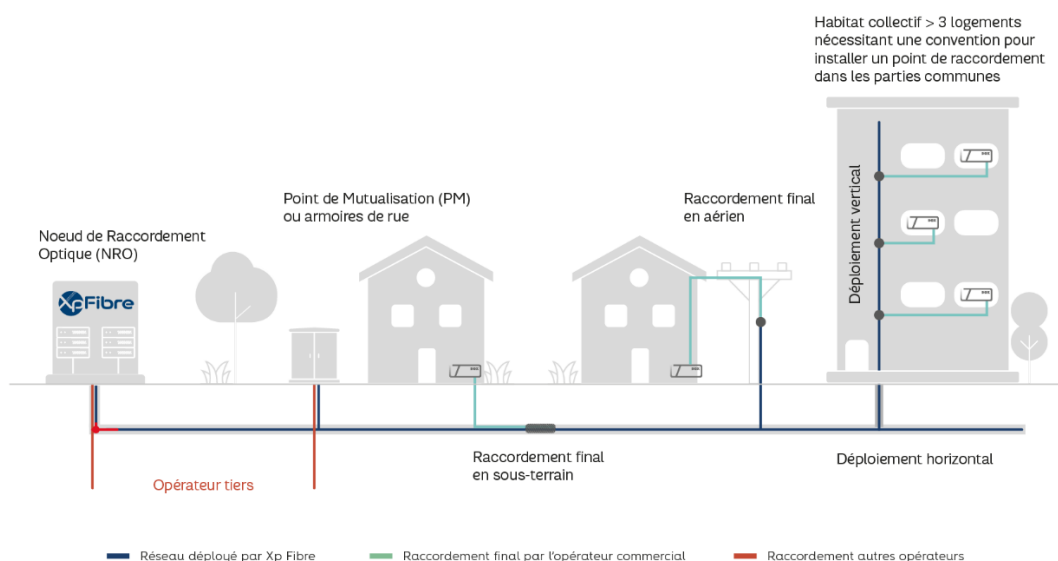 Habitat collectif > 3 logements
nécessitant une convention pour
installer un point de raccordement
dans les parties communes
Point de Mutualisation (PM)
ou armoires de rue
Raccordement final
en aérien
Noeud de Raccordement
Optique (NRO)
XpFibre
Déploiement vertical
Raccordement final
en sous-terrain
Déploiement horizontal
Opérateur tiers
Réseau déployé par Xp Fibre
Raccordement final par l'opérateur commercial
Raccordement autres opérateurs